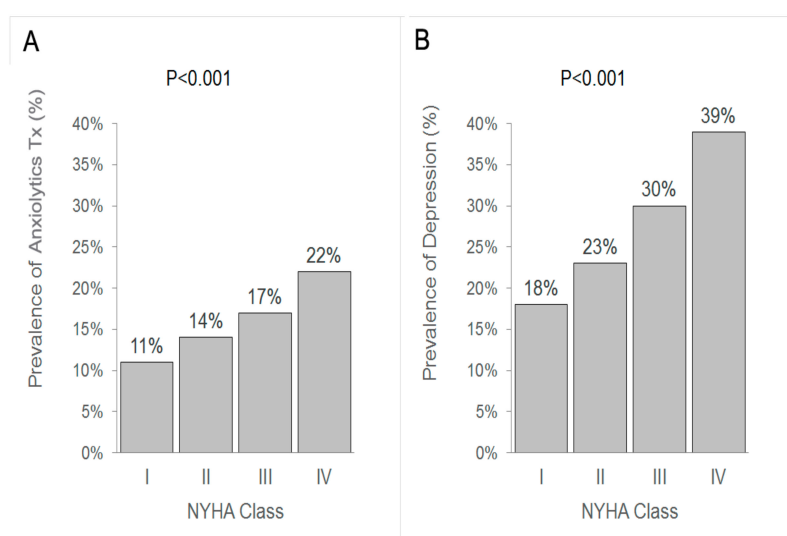 A
P<0.001
Prevalence of Anxiolytics Tx (%)
40%
35%
30%
25%
20%
15%
10%
5%
0%
11%
14%
17%
22%
I
II
III
IV
NYHA Class
B
P<0.001
Prevalence of Depression (%)
40%
35%
30%
25%
20%
15%
10%
5%
0%
18%
23%
30%
39%
I
II
III
IV
NYHA Class